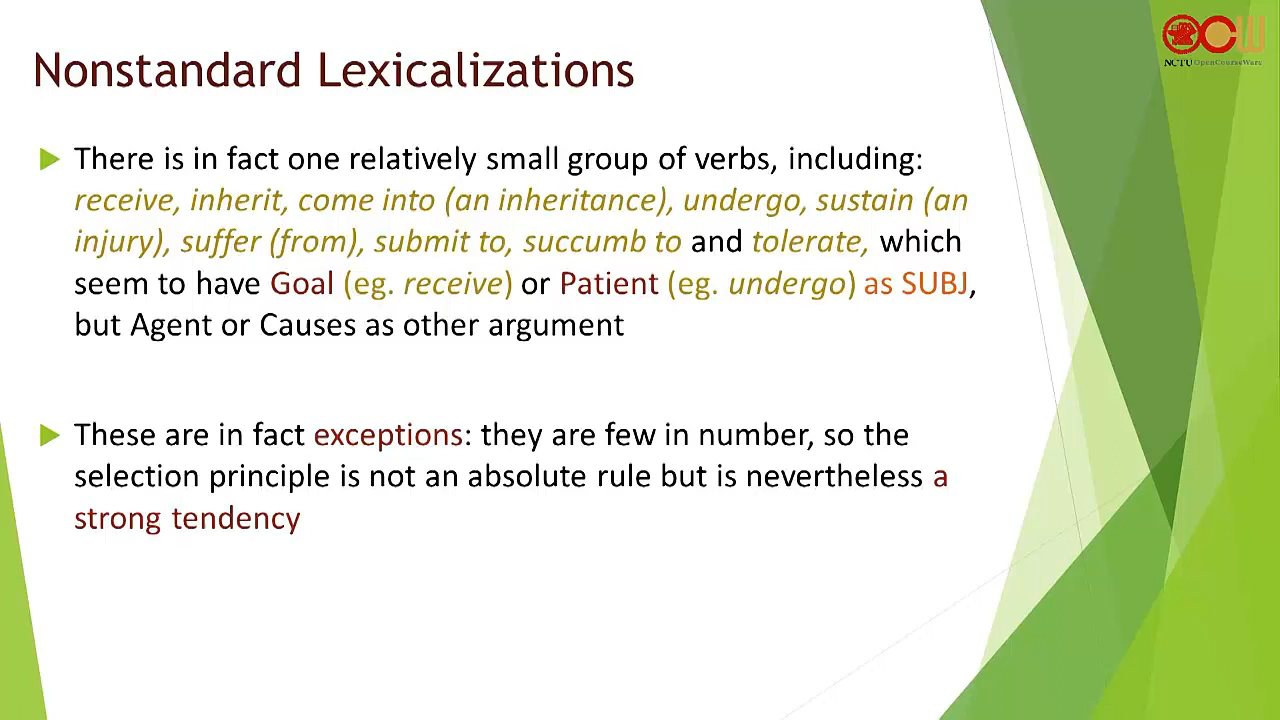 OCW
NCTU OpenCourseWare
Nonstandard Lexicalizations
There is in fact one relatively small group of verbs, including:
receive, inherit, come into (an inheritance), undergo, sustain (an
injury), suffer (from), submit to, succumb to and tolerate, which
seem to have Goal (eg. receive) or Patient (eg. undergo) as SUBJ,
but Agent or Causes as other argument
These are in fact exceptions: they are few in number, so the
selection principle is not an absolute rule but is nevertheless a
strong tendency